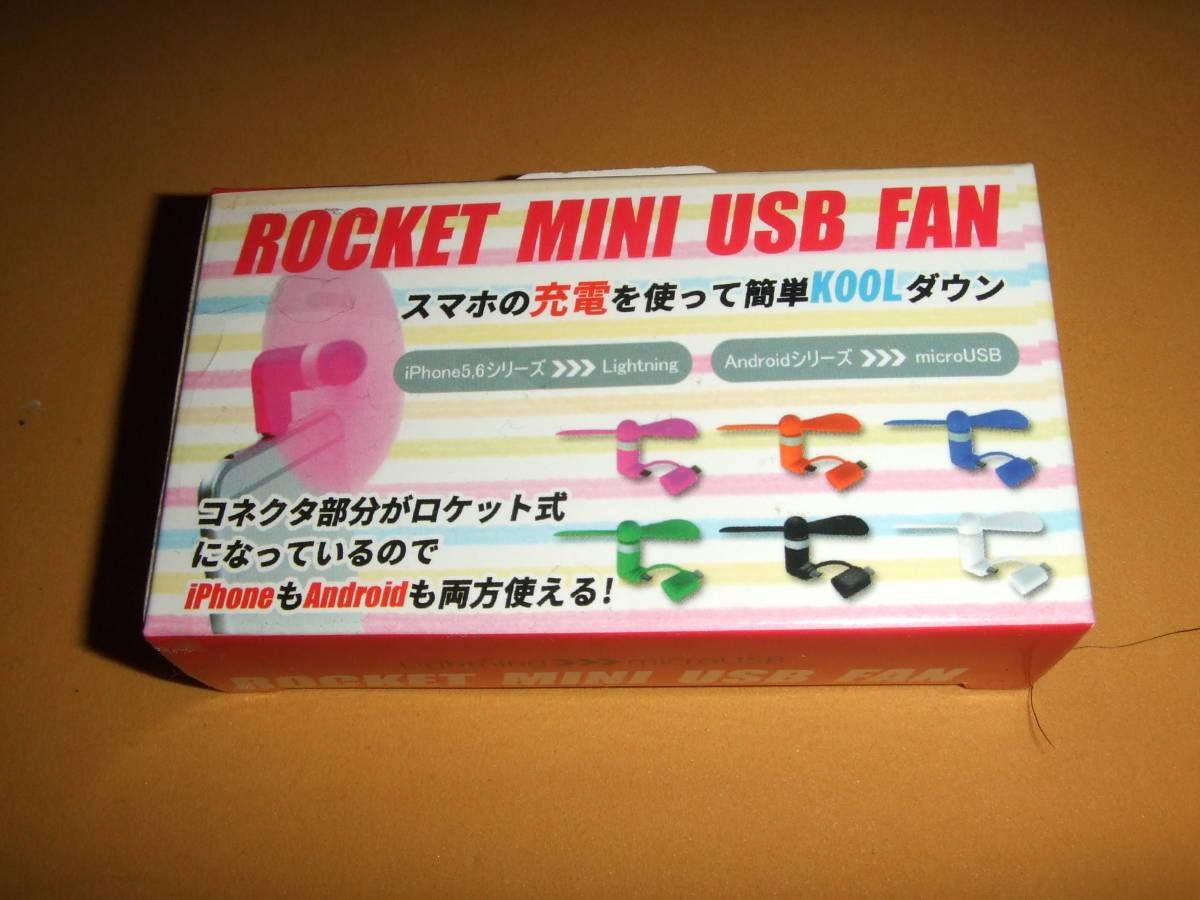 ROCKET MINI USB FAN
スマホの充電を使って簡単KOOLダウン
iPhone5,6シリーズ >>> Lightning
Androidシリーズ >>> microUSB
コネクタ部分がロケット式
になっているので
iPhoneもAndroidも両方使える!
Lightning >>> microUSB
ROCKET MINI USB FAN